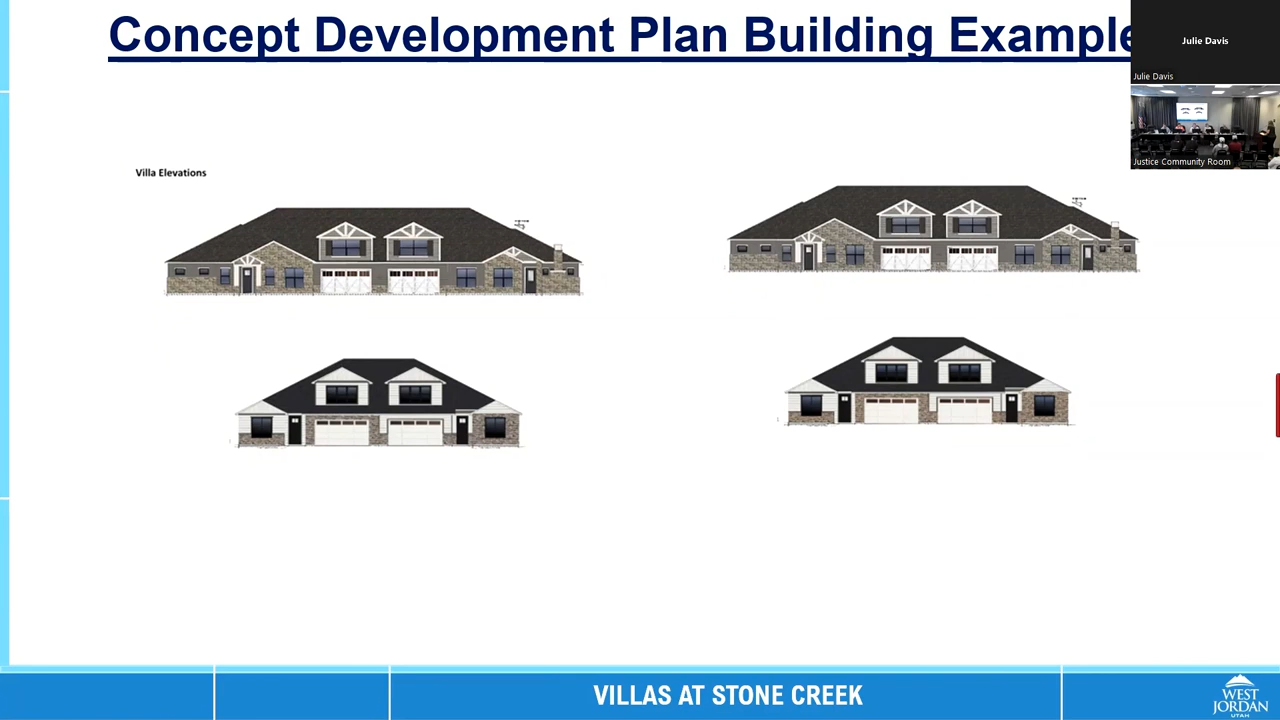 Concept Development Plan Building Example
Julie Davis
Julie Davis
Justice Community Room
Villa Elevations
VILLAS AT STONE CREEK
WEST
JORDAN
UTAH